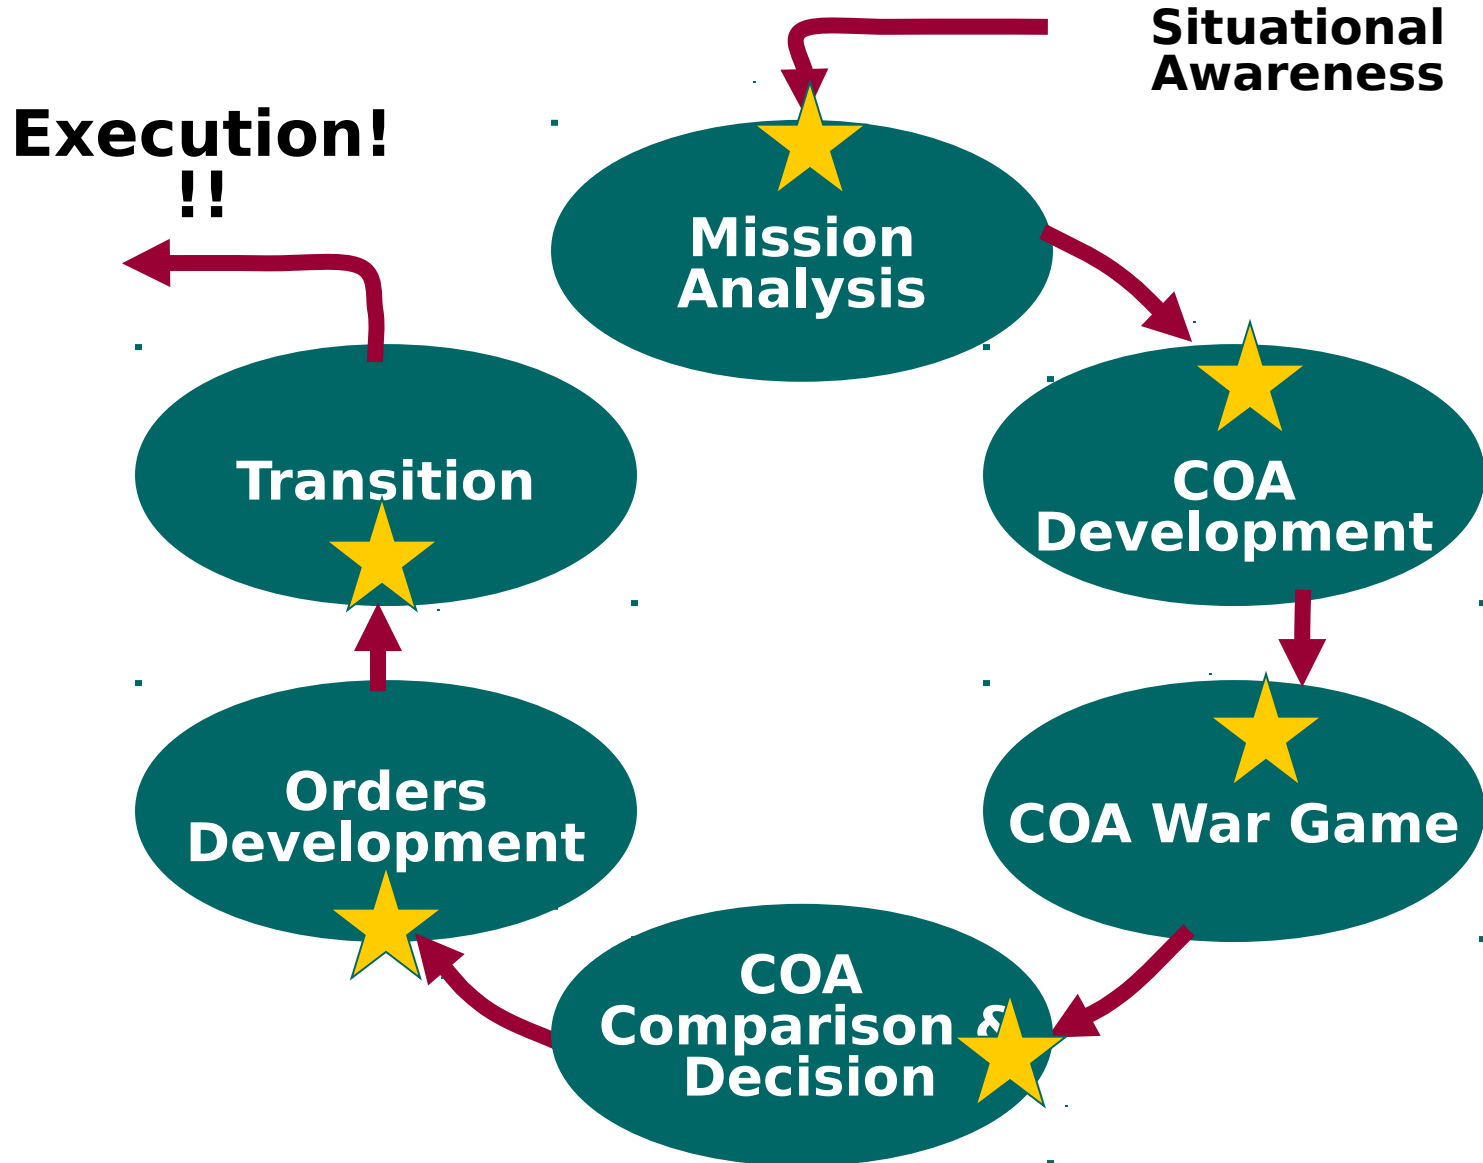 Situational
Awareness
Execution!
!!
Mission
Analysis
COA
Development
COA War Game
COA
Comparison &
Decision
Orders
Development
Transition